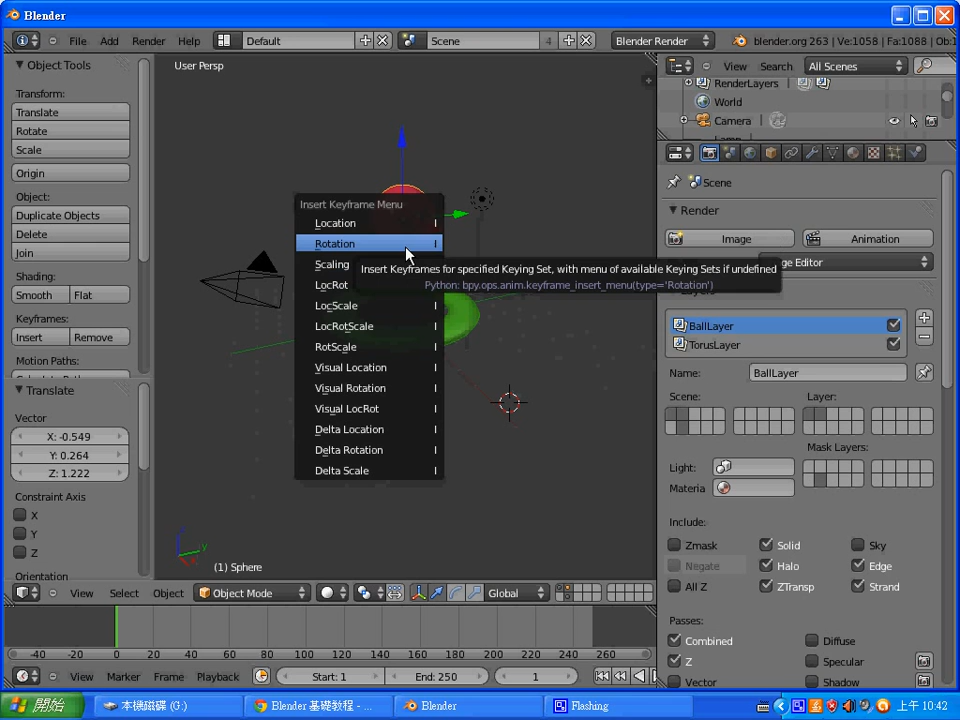 Blender
File Add Render Help Default Scene 4 Blender Render blender.org 263 | Ve:1058 | Fa:1088 | Ob:1
Object Tools
Transform:
Translate
Rotate
Scale
Origin
Object:
Duplicate Objects
Delete
Join
Shading:
Smooth Flat
Keyframes:
Insert Remove
Motion Paths:
Translate
Vector
X: -0.549
Y: 0.264
Z: 1.222
Constraint Axis
X
Y
Z
Orientation
User Persp
Insert Keyframe Menu
Location I
Rotation I
Scaling
LocRot
LocScale I
LocRotScale I
RotScale I
Visual Location I
Visual Rotation I
Visual LocRot I
Delta Location I
Delta Rotation I
Delta Scale I
Insert Keyframes for specified Keying Set, with menu of available Keying Sets if undefined
Python: bpy.ops.anim.keyframe_insert_menu(type='Rotation')
z
y
(1) Sphere
View Select Object Object Mode Global
-40 -20 0 20 40 60 80 100 120 140 160 180 200 220 240 260
View Marker Frame Playback Start: 1 End: 250 1
View Search All Scenes
RenderLayers
World
Camera
Scene
Render
Image Animation
ge Editor
BallLayer
TorusLayer
Name: BallLayer
Scene: Layer:
Mask Layers:
Light:
Materia
Include:
Zmask Solid Sky
Negate Halo Edge
All Z ZTransp Strand
Passes:
Combined Diffuse
Z Specular
Vector Shadow
開始 本機磁碟 (G:) Blender 基礎教程 - ... Blender Flashing 上午 10:42